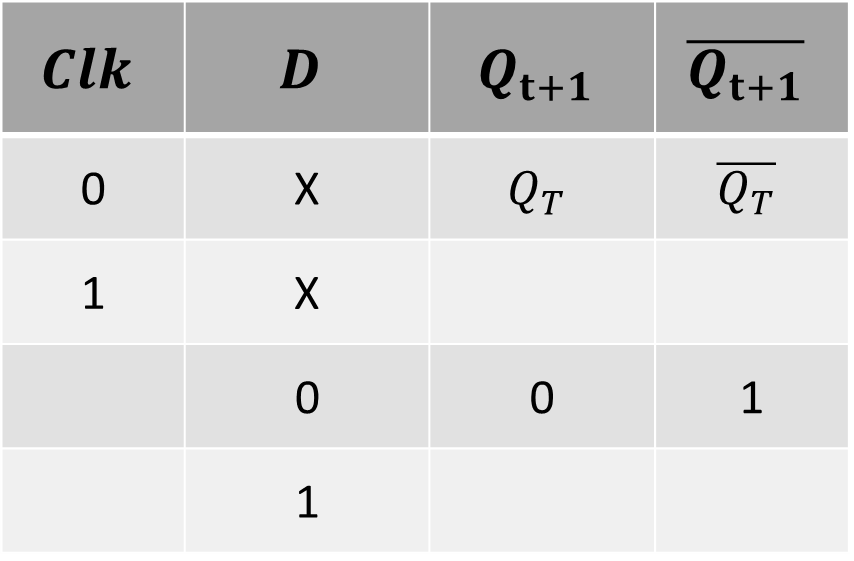 Clk D Q_{t+1} \overline{Q_{t+1}}
0 X Q_T \overline{Q_T}
1 X
0 0 1
1